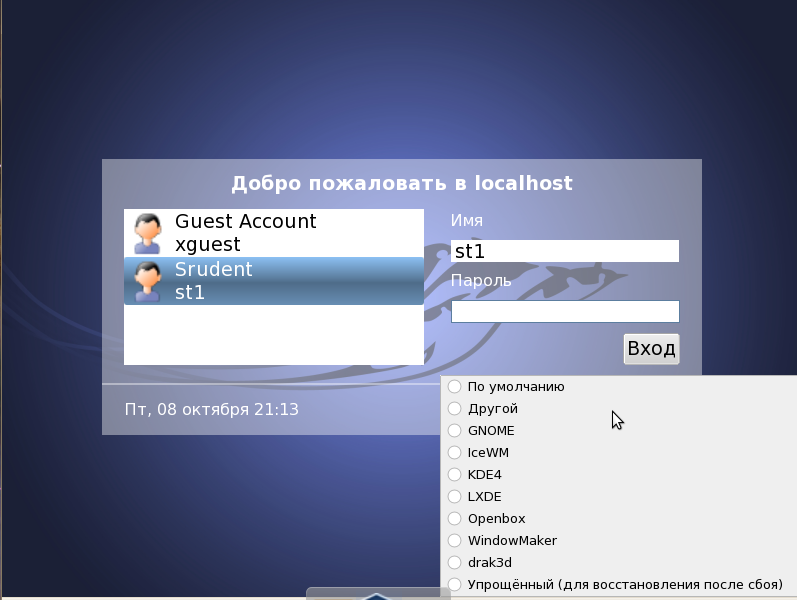 Добро пожаловать в localhost
Guest Account
xguest
Srudent
st1
Имя
st1
Пароль
Вход
Пт, 08 октября 21:13
По умолчанию
Другой
GNOME
IceWM
KDE4
LXDE
Openbox
WindowMaker
drak3d
Упрощённый (для восстановления после сбоя)